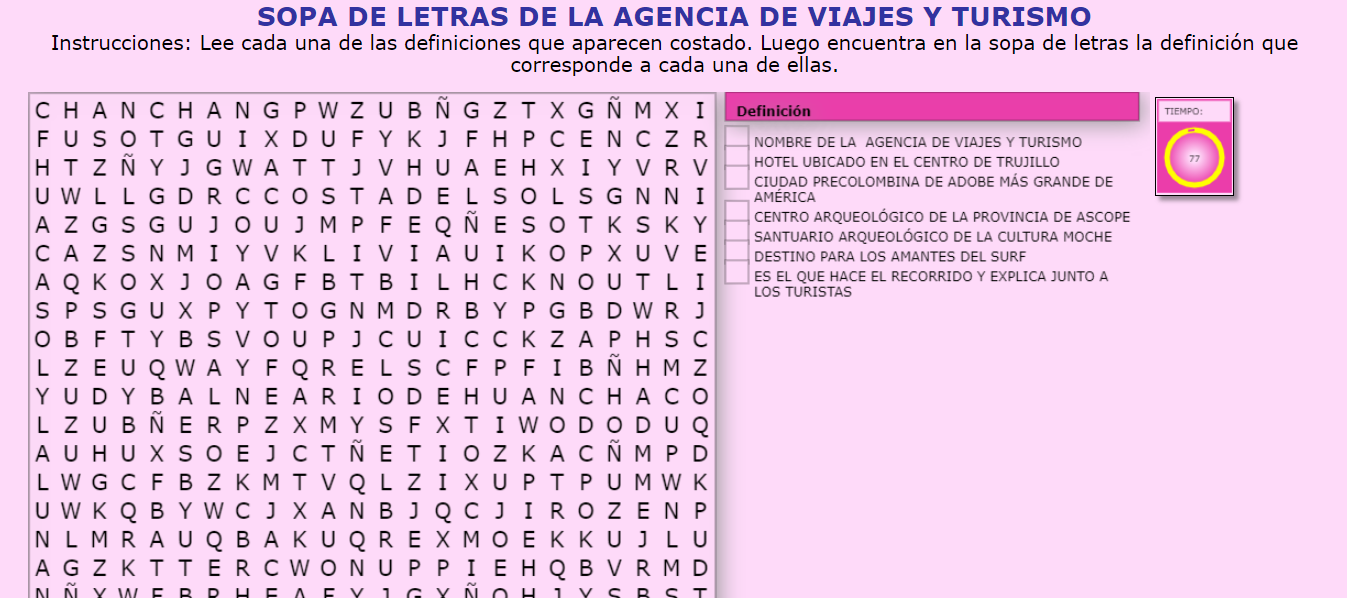 SOPA DE LETRAS DE LA AGENCIA DE VIAJES Y TURISMO
Instrucciones: Lee cada una de las definiciones que aparecen costado. Luego encuentra en la sopa de letras la definición que
corresponde a cada una de ellas.
C H A N C H A N G P W Z U B Ñ G Z T X G Ñ M X I
F U S O T G U I X D U F Y K J F H P C E N C Z R
H T Z Ñ Y J G W A T T J V H U A E H X I Y V R V
U W L L G D R C C O S T A D E L S O L S G N N I
A Z G S G U J O U J M P F E Q Ñ E S O T K S K Y
C A Z S N M I Y V K L I V I A U I K O P X U V E
A Q K O X J O A G F B T B I L H C K N O U T L I
S P S G U X P Y T O G N M D R B Y P G B D W R J
O B F T Y B S V O U P J C U I C C K Z A P H S C
L Z E U Q W A Y F Q R E L S C F P F I B Ñ H M Z
Y U D Y B A L N E A R I O D E H U A N C H A C O
L Z U B Ñ E R P Z X M Y S F X T I W O D O D U Q
A U H U X S O E J C T Ñ E T I O Z K A C Ñ M P D
L W G C F B Z K M T V Q L Z I X U P T P U M W K
U W K Q B Y W C J X A N B J Q C J I R O Z E N P
N L M R A U Q B A K U Q R E X M O E K K U J L U
A G Z K T T E R C W O N U P P I E H Q B V R M D
N Ñ X W F B R H E A F Y J G X Ñ O H J Y S B S T
Definición
NOMBRE DE LA AGENCIA DE VIAJES Y TURISMO
HOTEL UBICADO EN EL CENTRO DE TRUJILLO
CIUDAD PRECOLOMBINA DE ADOBE MÁS GRANDE DE
AMÉRICA
CENTRO ARQUEOLÓGICO DE LA PROVINCIA DE ASCOPE
SANTUARIO ARQUEOLÓGICO DE LA CULTURA MOCHE
DESTINO PARA LOS AMANTES DEL SURF
ES EL QUE HACE EL RECORRIDO Y EXPLICA JUNTO A
LOS TURISTAS
TIEMPO:
77